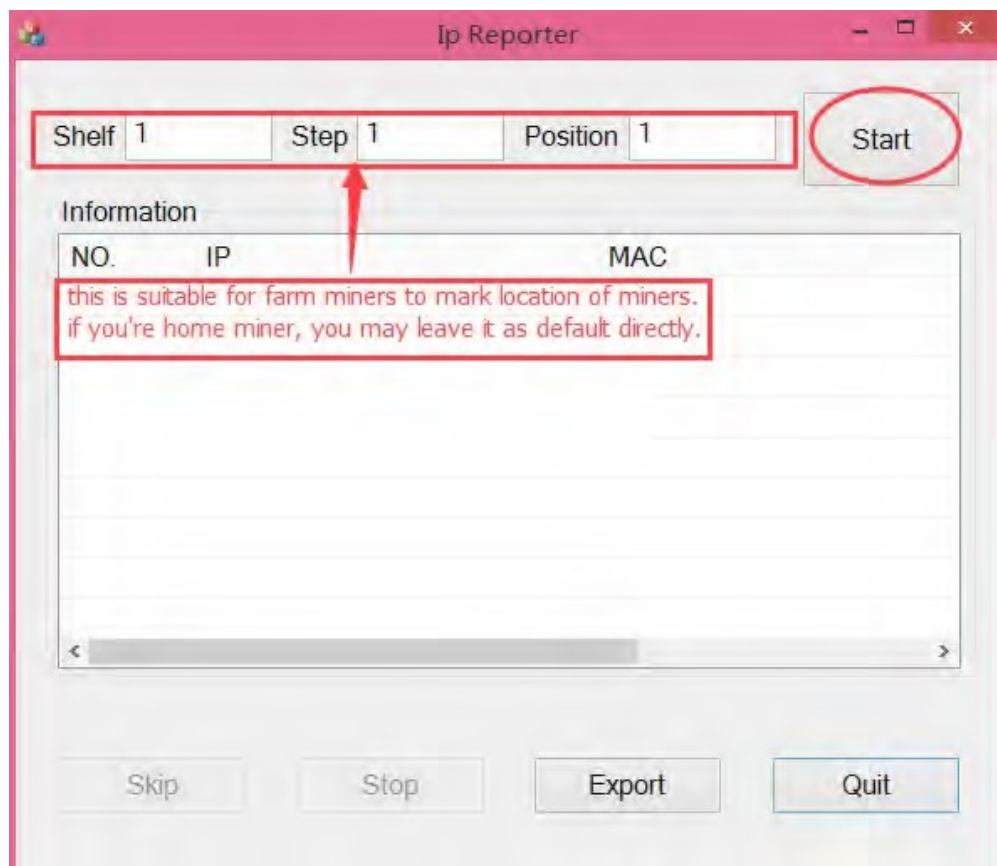 Ip Reporter
Shelf 1 Step 1 Position 1 Start
Information
NO. IP MAC
this is suitable for farm miners to mark location of miners.
if you're home miner, you may leave it as default directly.
Skip Stop Export Quit